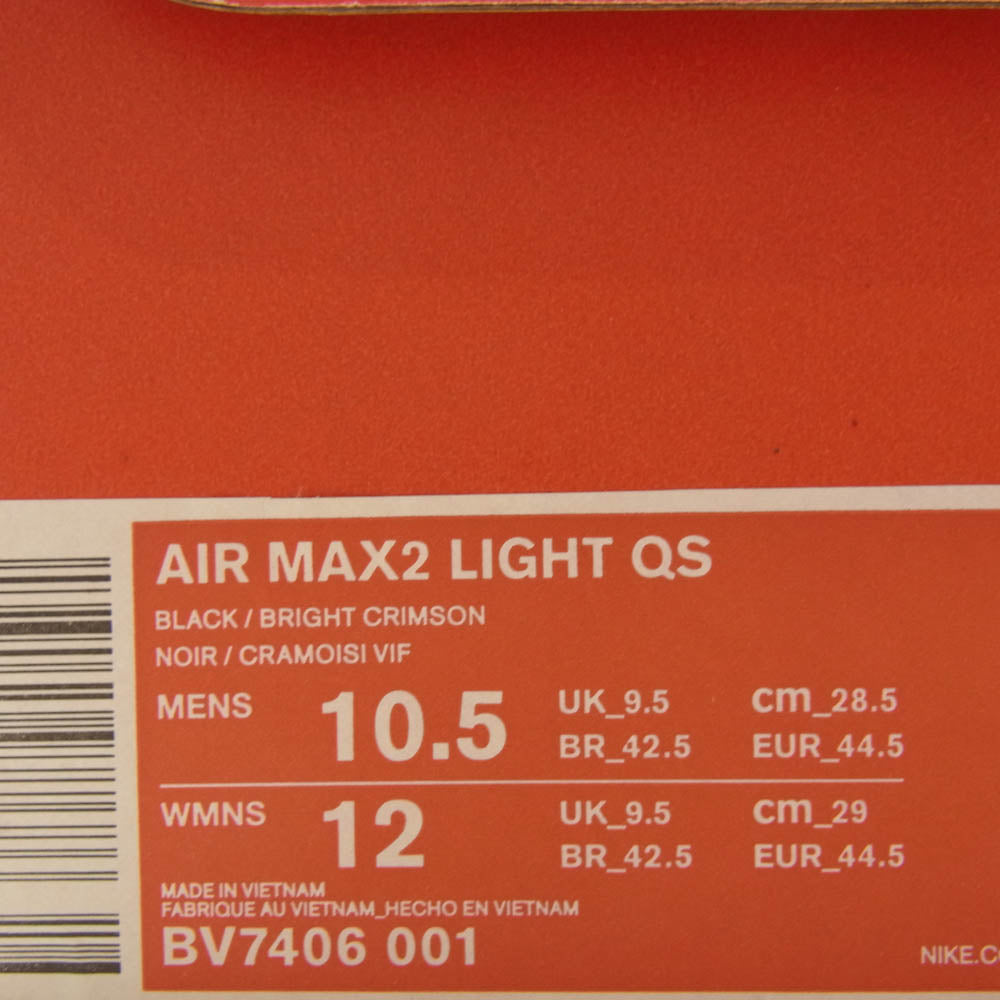 AIR MAX2 LIGHT QS
BLACK / BRIGHT CRIMSON
NOIR / CRAMOISI VIF
MENS 10.5 UK_9.5 cm_28.5
BR_42.5 EUR_44.5
WMNS 12 UK_9.5 cm_29
BR_42.5 EUR_44.5
MADE IN VIETNAM
FABRIQUE AU VIETNAM_HECHO EN VIETNAM
BV7406 001
NIKE.C